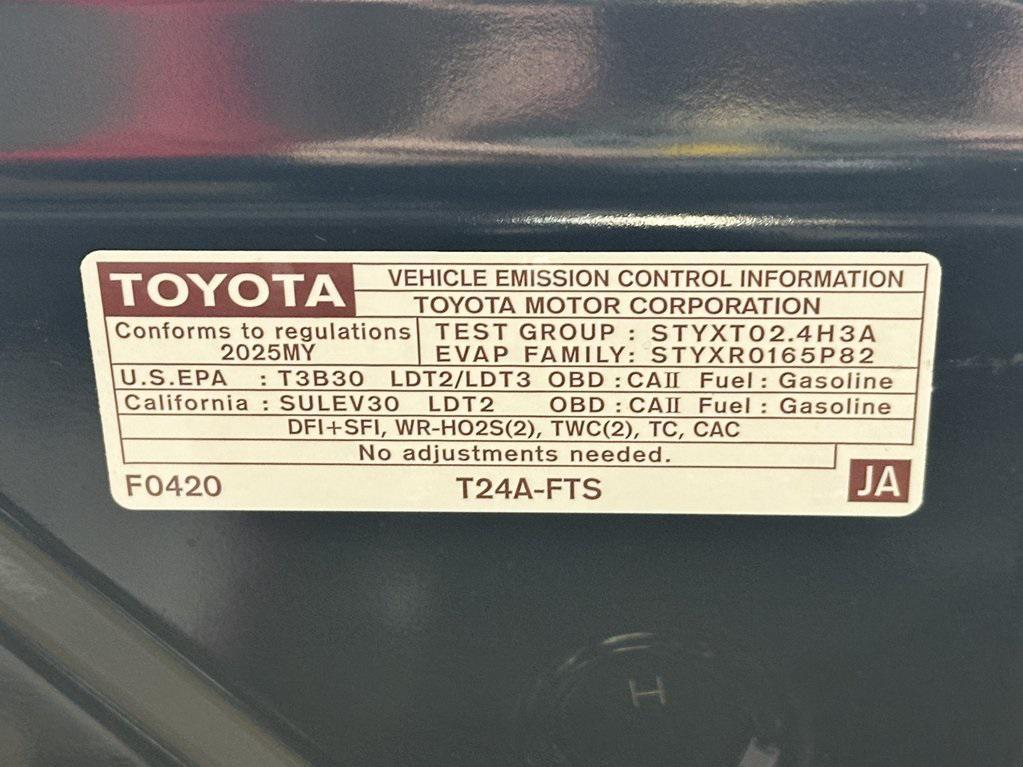 TOYOTA
VEHICLE EMISSION CONTROL INFORMATION
TOYOTA MOTOR CORPORATION
Conforms to regulations
2025MY
TEST GROUP : STYXT02.4H3A
EVAP FAMILY: STYXR0165P82
U.S.EPA : T3B30 LDT2/LDT3 OBD : CAII Fuel : Gasoline
California : SULEV30 LDT2 OBD : CAII Fuel : Gasoline
DFI+SFI, WR-HO2S(2), TWC(2), TC, CAC
No adjustments needed.
F0420 T24A-FTS JA
H